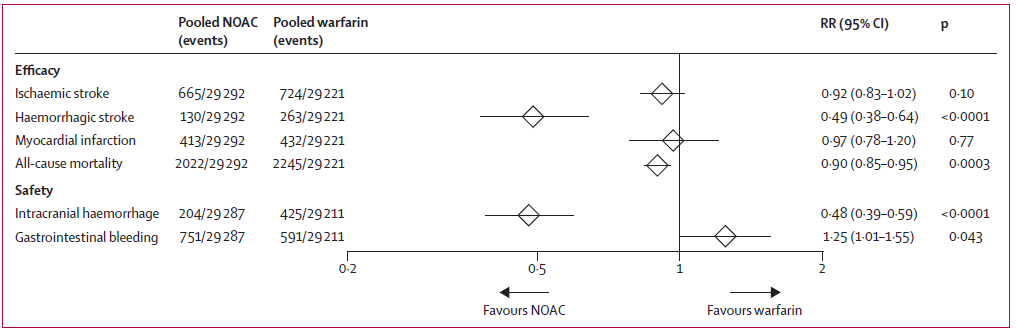 Pooled NOAC Pooled warfarin RR (95% CI) p
(events) (events)
Efficacy
Ischaemic stroke 665/29 292 724/29 221 0·92 (0·83–1·02) 0·10
Haemorrhagic stroke 130/29 292 263/29 221 0·49 (0·38–0·64) <0·0001
Myocardial infarction 413/29 292 432/29 221 0·97 (0·78–1·20) 0·77
All-cause mortality 2022/29 292 2245/29 221 0·90 (0·85–0·95) 0·0003
Safety
Intracranial haemorrhage 204/29 287 425/29 211 0·48 (0·39–0·59) <0·0001
Gastrointestinal bleeding 751/29 287 591/29 211 1·25 (1·01–1·55) 0·043
0·2 0·5 1 2
Favours NOAC Favours warfarin